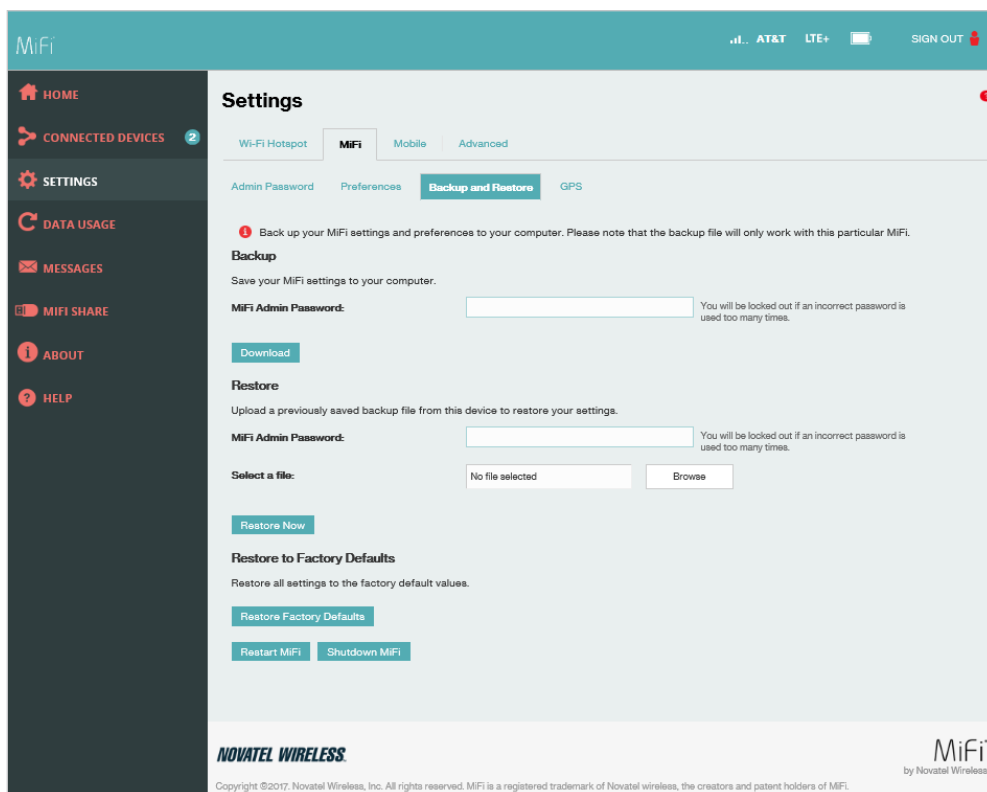 MiFi
AT&T LTE+ SIGN OUT
HOME
CONNECTED DEVICES 2
SETTINGS
DATA USAGE
MESSAGES
MIFI SHARE
ABOUT
HELP
Settings
Wi-Fi Hotspot MiFi Mobile Advanced
Admin Password Preferences Backup and Restore GPS
Back up your MiFi settings and preferences to your computer. Please note that the backup file will only work with this particular MiFi.
Backup
Save your MiFi settings to your computer.
MiFi Admin Password:
You will be locked out if an incorrect password is
used too many times.
Download
Restore
Upload a previously saved backup file from this device to restore your settings.
MiFi Admin Password:
You will be locked out if an incorrect password is
used too many times.
Select a file: No file selected Browse
Restore Now
Restore to Factory Defaults
Restore all settings to the factory default values.
Restore Factory Defaults
Restart MiFi Shutdown MiFi
NOVATEL WIRELESS.
MiFi
by Novatel Wireless
Copyright ©2017. Novatel Wireless, Inc. All rights reserved. MiFi is a registered trademark of Novatel wireless, the creators and patent holders of MiFi.